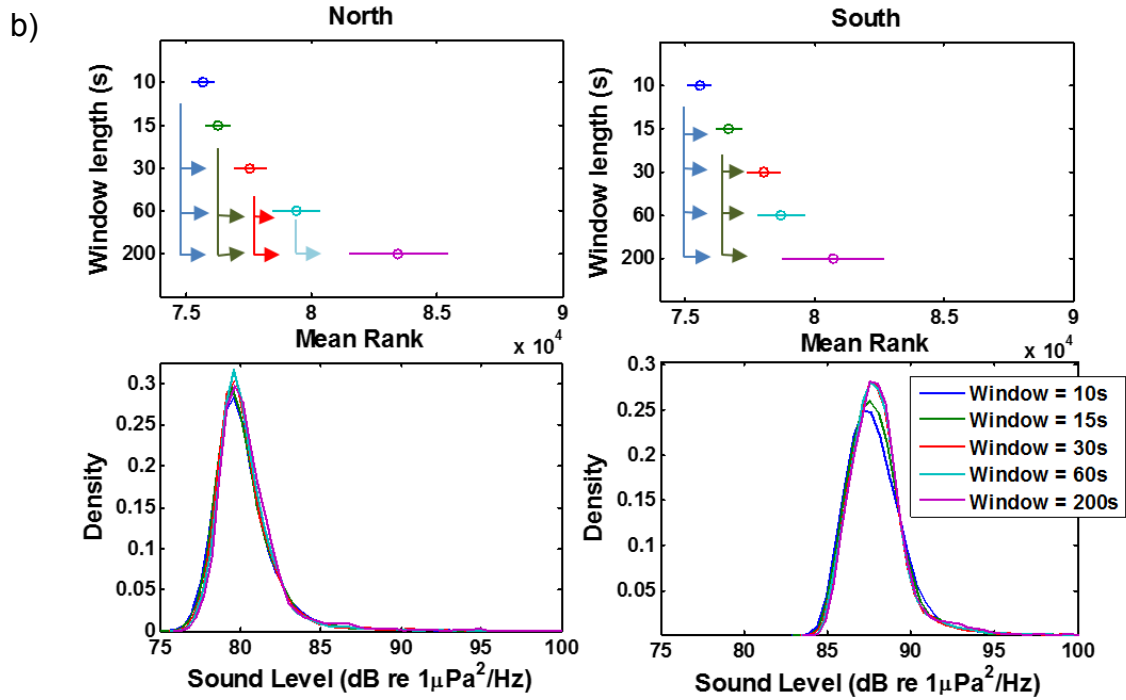 b)
North
Window length (s)
10
15
30
60
200
7.5
8
8.5
9
Mean Rank
x 10⁴
South
Window length (s)
10
15
30
60
200
7.5
8
8.5
9
Mean Rank
x 10⁴
Density
0.3
0.25
0.2
0.15
0.1
0.05
0
75
80
85
90
95
100
Sound Level (dB re 1μPa²/Hz)
Density
0.3
0.25
0.2
0.15
0.1
0.05
75
80
85
90
95
100
Sound Level (dB re 1μPa²/Hz)
Window = 10s
Window = 15s
Window = 30s
Window = 60s
Window = 200s